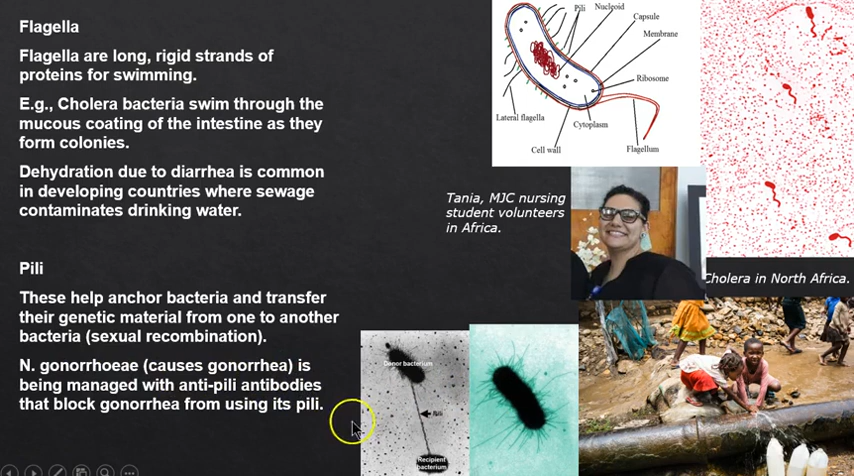 Flagella
Flagella are long, rigid strands of
proteins for swimming.
E.g., Cholera bacteria swim through the
mucous coating of the intestine as they
form colonies.
Dehydration due to diarrhea is common
in developing countries where sewage
contaminates drinking water.
Pili
These help anchor bacteria and transfer
their genetic material from one to another
bacteria (sexual recombination).
N. gonorrhoeae (causes gonorrhea) is
being managed with anti-pili antibodies
that block gonorrhea from using its pili.
Pili
Nucleoid
Capsule
Membrane
Ribosome
Lateral flagella
Cytoplasm
Cell wall
Flagellum
Tania, MJC nursing
student volunteers
in Africa.
Cholera in North Africa.
Donor bacterium
Pili
Recipient
bacterium